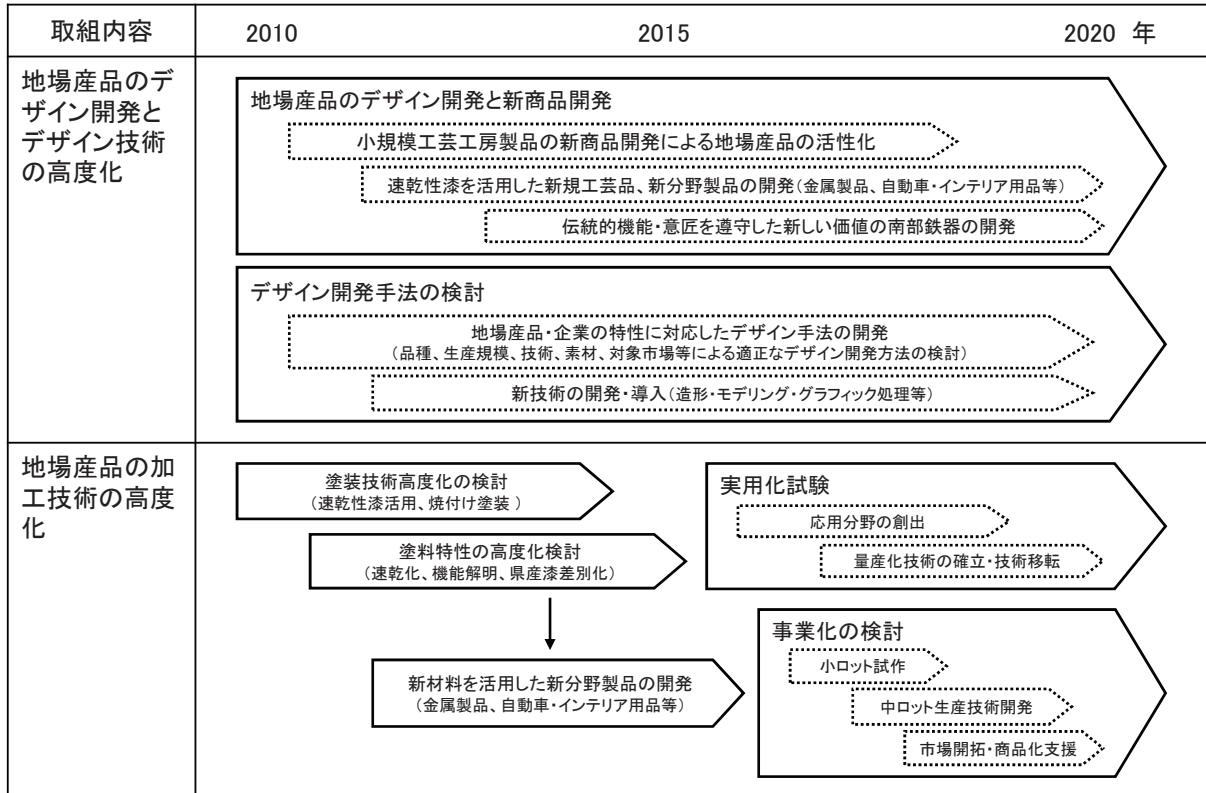 取組内容
2010 2015 2020 年
地場産品のデ
ザイン開発と
デザイン技術
の高度化
地場産品のデザイン開発と新商品開発
小規模工芸工房製品の新商品開発による地場産品の活性化
速乾性漆を活用した新規工芸品、新分野製品の開発(金属製品、自動車・インテリア用品等)
伝統的機能・意匠を遵守した新しい価値の南部鉄器の開発
デザイン開発手法の検討
地場産品・企業の特性に対応したデザイン手法の開発
(品種、生産規模、技術、素材、対象市場等による適正なデザイン開発方法の検討)
新技術の開発・導入(造形・モデリング・グラフィック処理等)
地場産品の加
工技術の高度
化
塗装技術高度化の検討
(速乾性漆活用、焼付け塗装 )
塗料特性の高度化検討
(速乾化、機能解明、県産漆差別化)
新材料を活用した新分野製品の開発
(金属製品、自動車・インテリア用品等)
実用化試験
応用分野の創出
量産化技術の確立・技術移転
事業化の検討
小ロット試作
中ロット生産技術開発
市場開拓・商品化支援